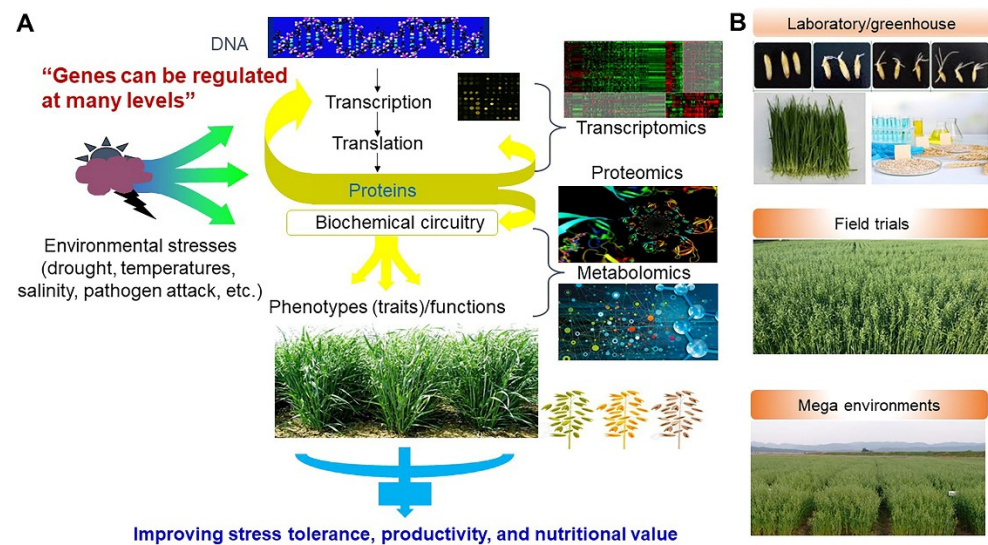 A
DNA
“Genes can be regulated
at many levels”
Transcription
Translation
Proteins
Biochemical circuitry
Environmental stresses
(drought, temperatures,
salinity, pathogen attack, etc.)
Phenotypes (traits)/functions
Transcriptomics
Proteomics
Metabolomics
Improving stress tolerance, productivity, and nutritional value
B
Laboratory/greenhouse
Field trials
Mega environments